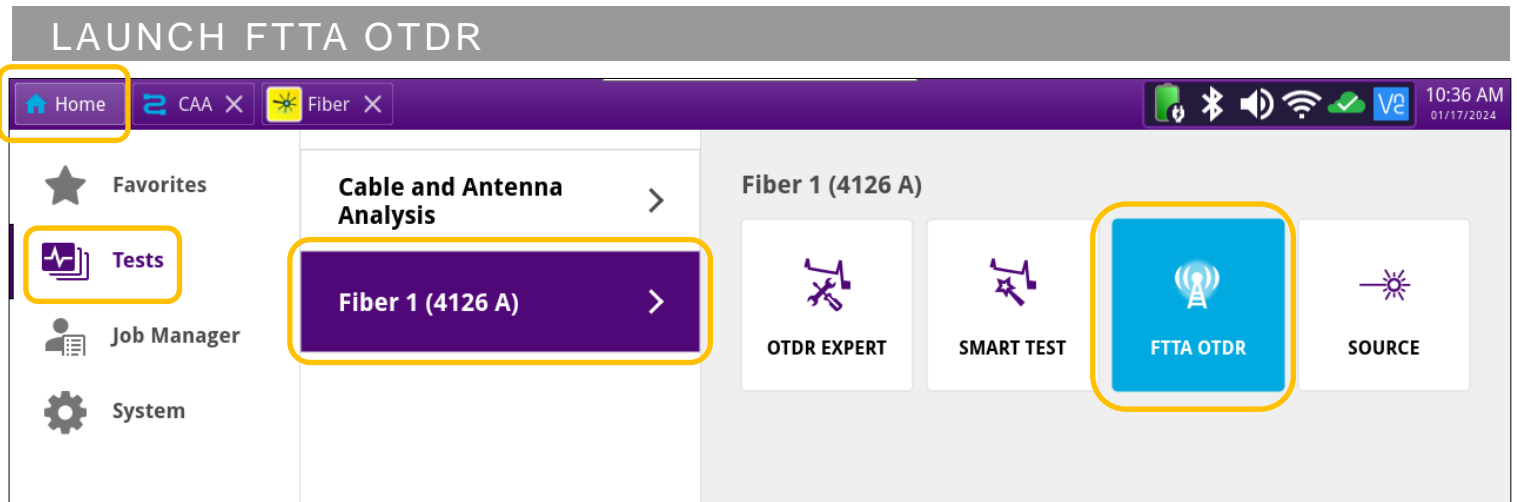 LAUNCH FTTA OTDR
Home
CAA
Fiber
10:36 AM
01/17/2024
Favorites
Tests
Job Manager
System
Cable and Antenna
Analysis
Fiber 1 (4126 A)
Fiber 1 (4126 A)
OTDR EXPERT
SMART TEST
FTTA OTDR
SOURCE